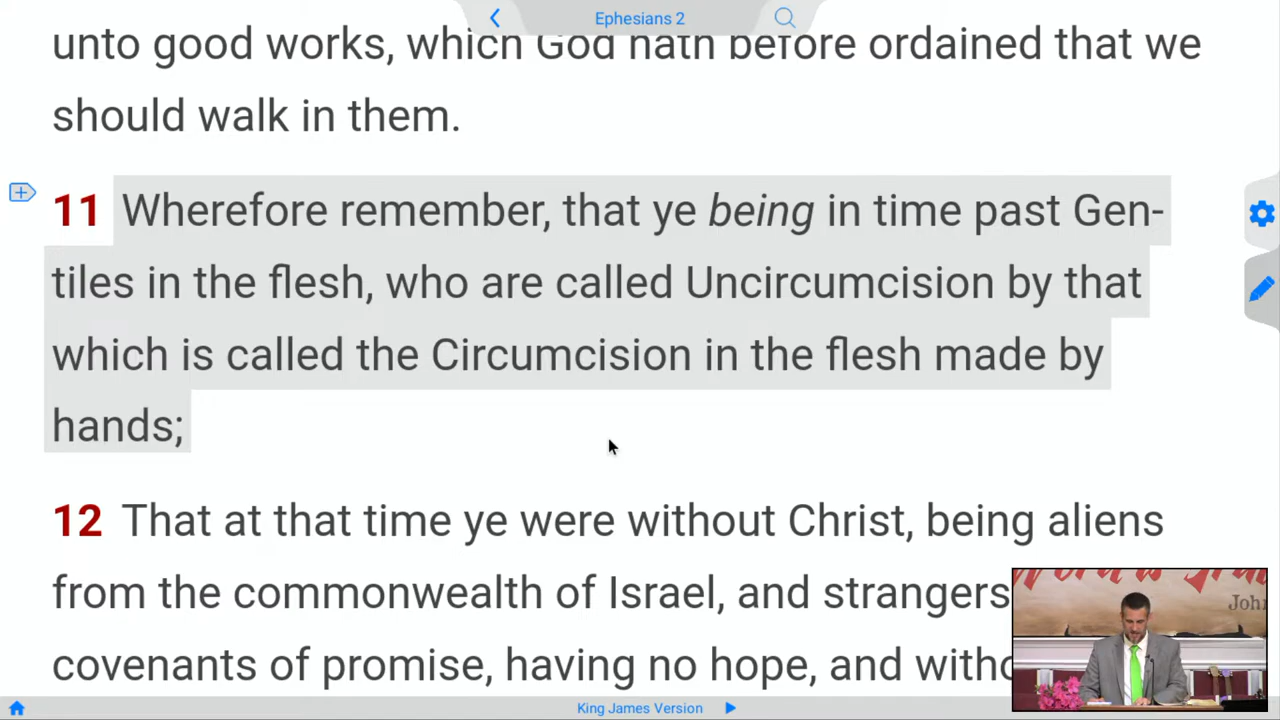 Ephesians 2
unto good works, which God hath before ordained that we
should walk in them.
11 Wherefore remember, that ye being in time past Gen-
tiles in the flesh, who are called Uncircumcision by that
which is called the Circumcision in the flesh made by
hands;
12 That at that time ye were without Christ, being aliens
from the commonwealth of Israel, and strangers
covenants of promise, having no hope, and witho
John
King James Version